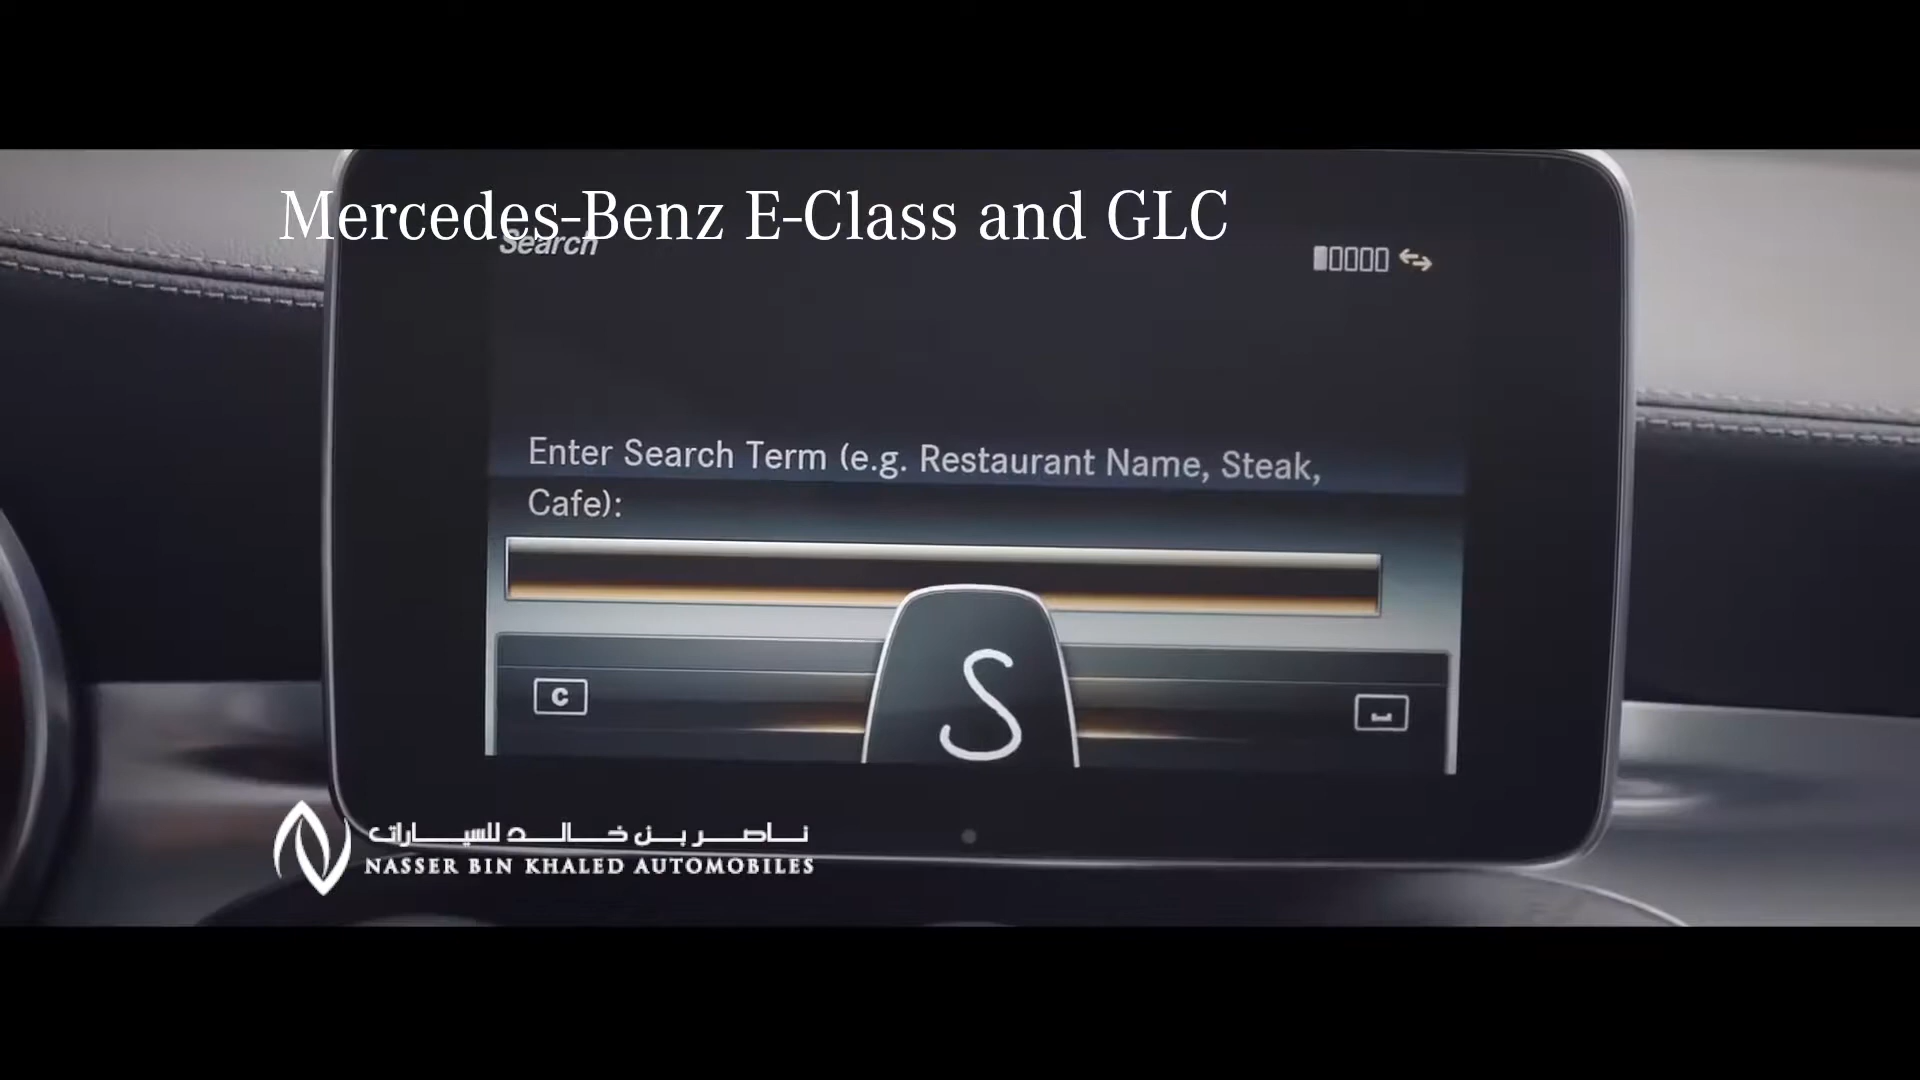 Mercedes-Benz E-Class and GLC
Search
Enter Search Term (e.g. Restaurant Name, Steak,
Cafe):
S
C
ناصر بن خالد للسيارات
NASSER BIN KHALED AUTOMOBILES